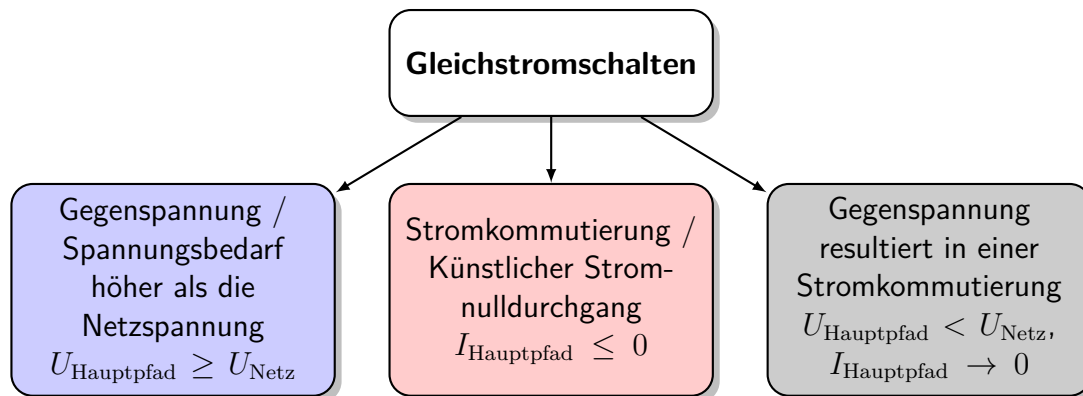 Gleichstromschalten
Gegenspannung /
Spannungsbedarf
höher als die
Netzspannung
U_Hauptpfad ≥ U_Netz
Stromkommutierung /
Künstlicher Strom-
nulldurchgang
I_Hauptpfad ≤ 0
Gegenspannung
resultiert in einer
Stromkommutierung
U_Hauptpfad < U_Netz,
I_Hauptpfad → 0